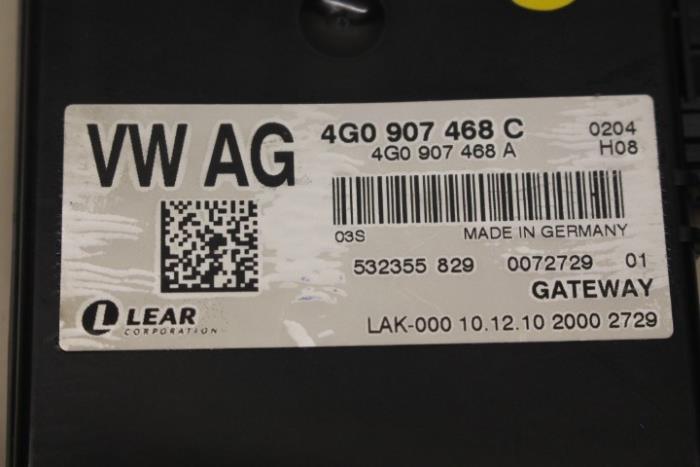 VW AG
4G0 907 468 C 0204
4G0 907 468 A H08
03S MADE IN GERMANY
532355 829 0072729 01
GATEWAY
LEAR
CORPORATION
LAK-000 10.12.10 2000 2729